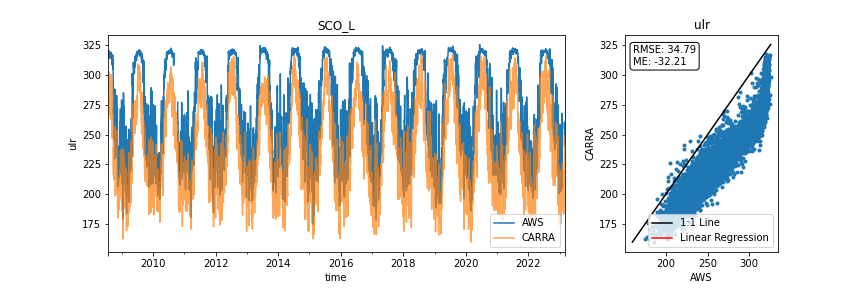 SCO_L
ulr
325
300
275
250
225
200
175
ulr
2010
2012
2014
2016
2018
2020
2022
time
AWS
CARRA
325
300
275
250
225
200
175
CARRA
RMSE: 34.79
ME: -32.21
1:1 Line
Linear Regression
200
250
300
AWS